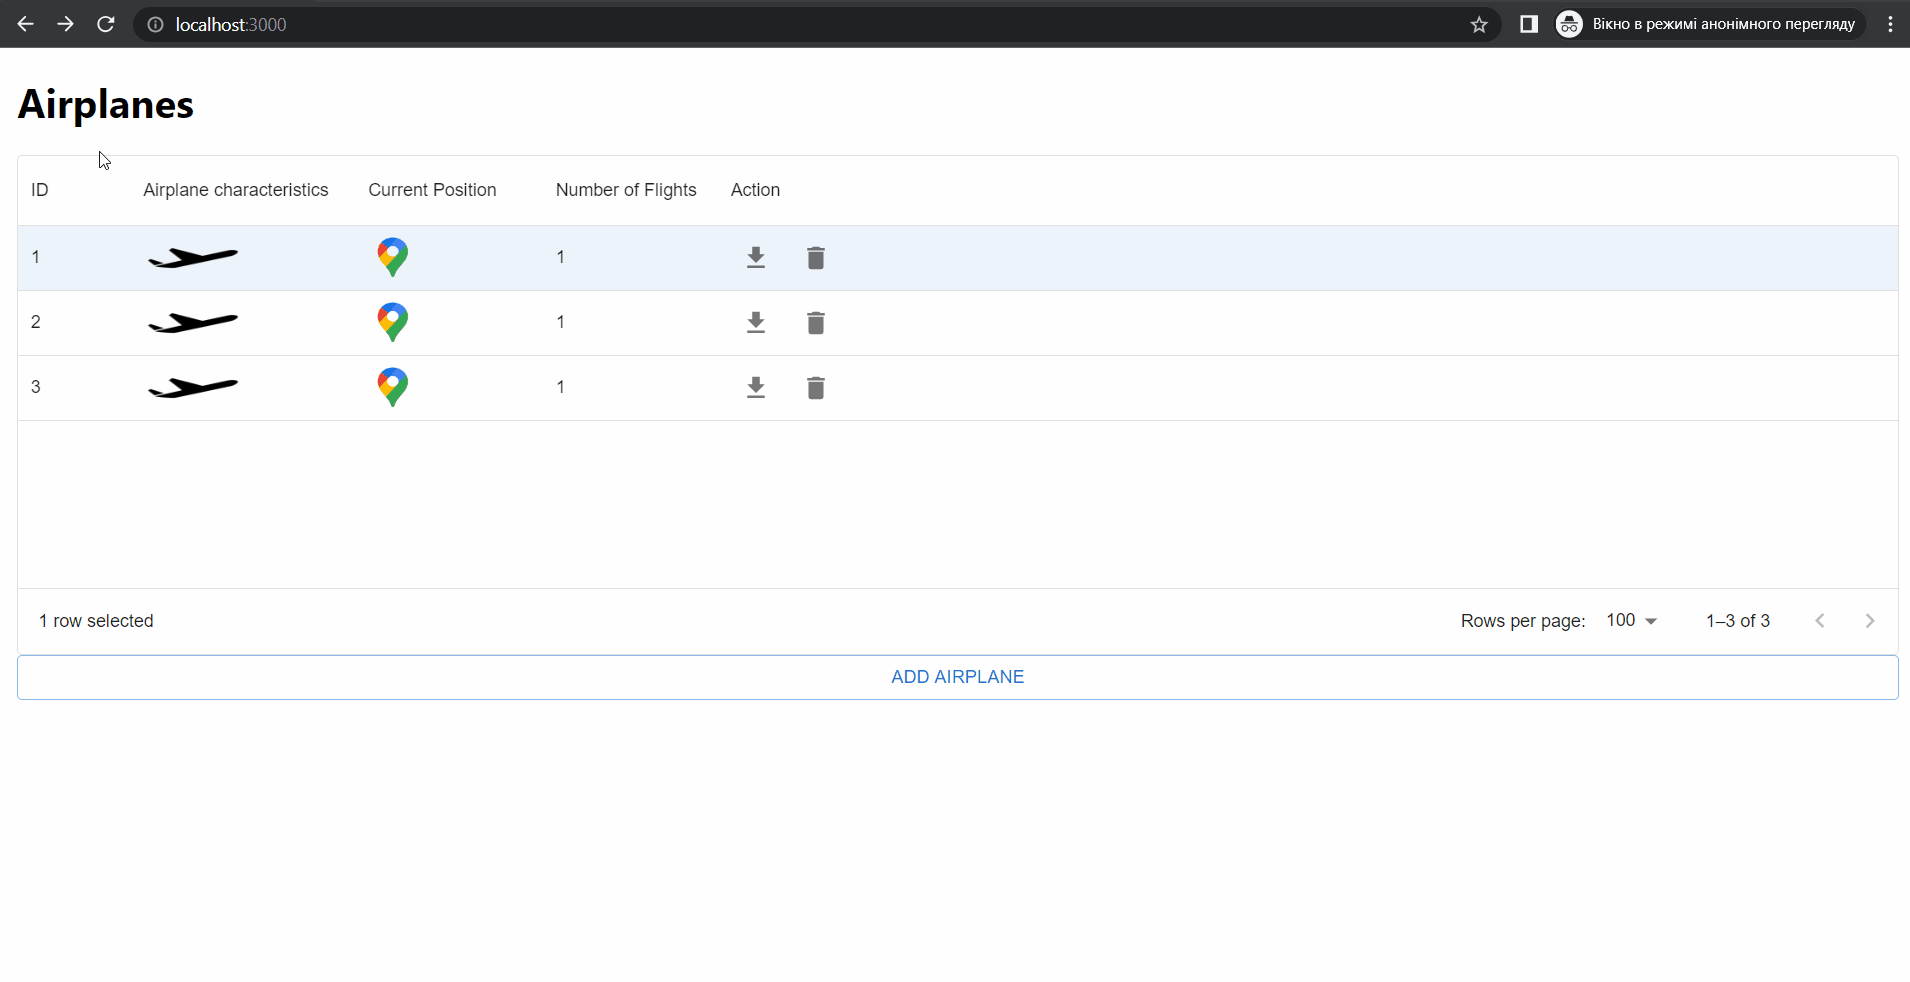 localhost:3000
Вікно в режимі анонімного перегляду
Airplanes
ID Airplane characteristics Current Position Number of Flights Action
1 1
2 1
3 1
1 row selected Rows per page: 100 1–3 of 3
ADD AIRPLANE